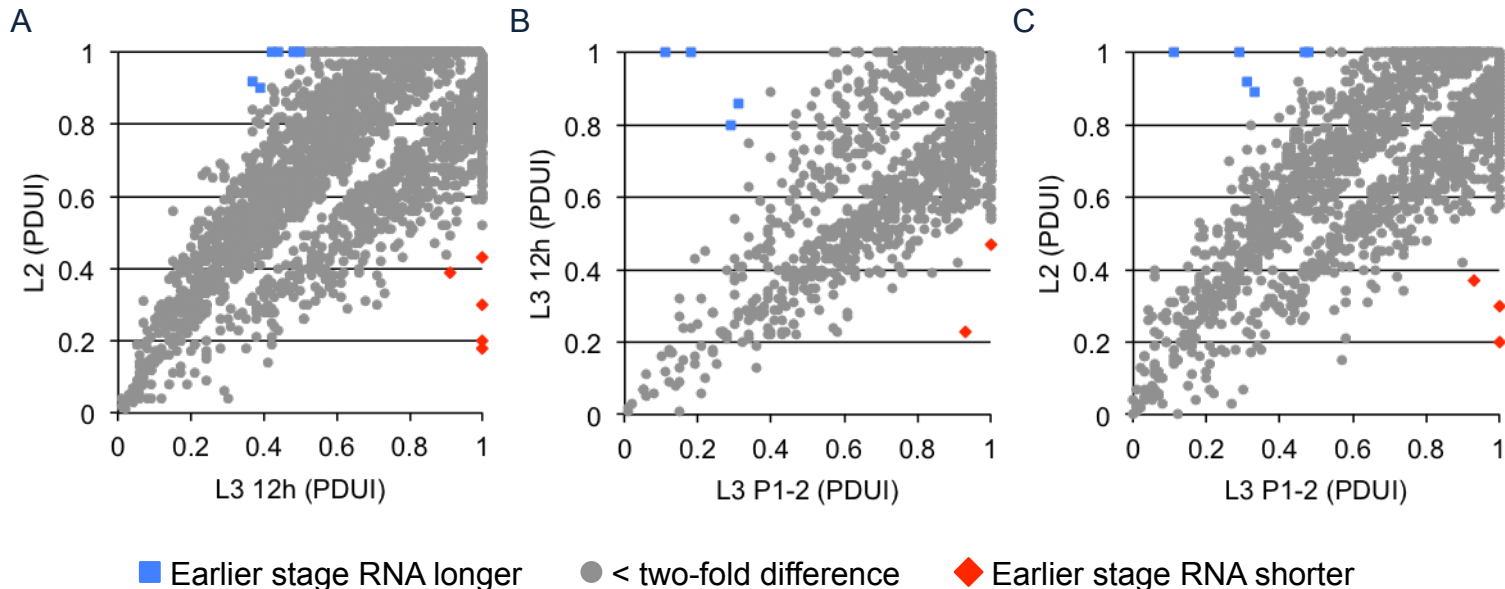 A
B
C
1
0.8
0.6
0.4
0.2
0
L2 (PDUI)
0 0.2 0.4 0.6 0.8 1
L3 12h (PDUI)
1
0.8
0.6
0.4
0.2
0
L3 12h (PDUI)
0 0.2 0.4 0.6 0.8 1
L3 P1-2 (PDUI)
1
0.8
0.6
0.4
0.2
0
L2 (PDUI)
0 0.2 0.4 0.6 0.8 1
L3 P1-2 (PDUI)
Earlier stage RNA longer
< two-fold difference
Earlier stage RNA shorter